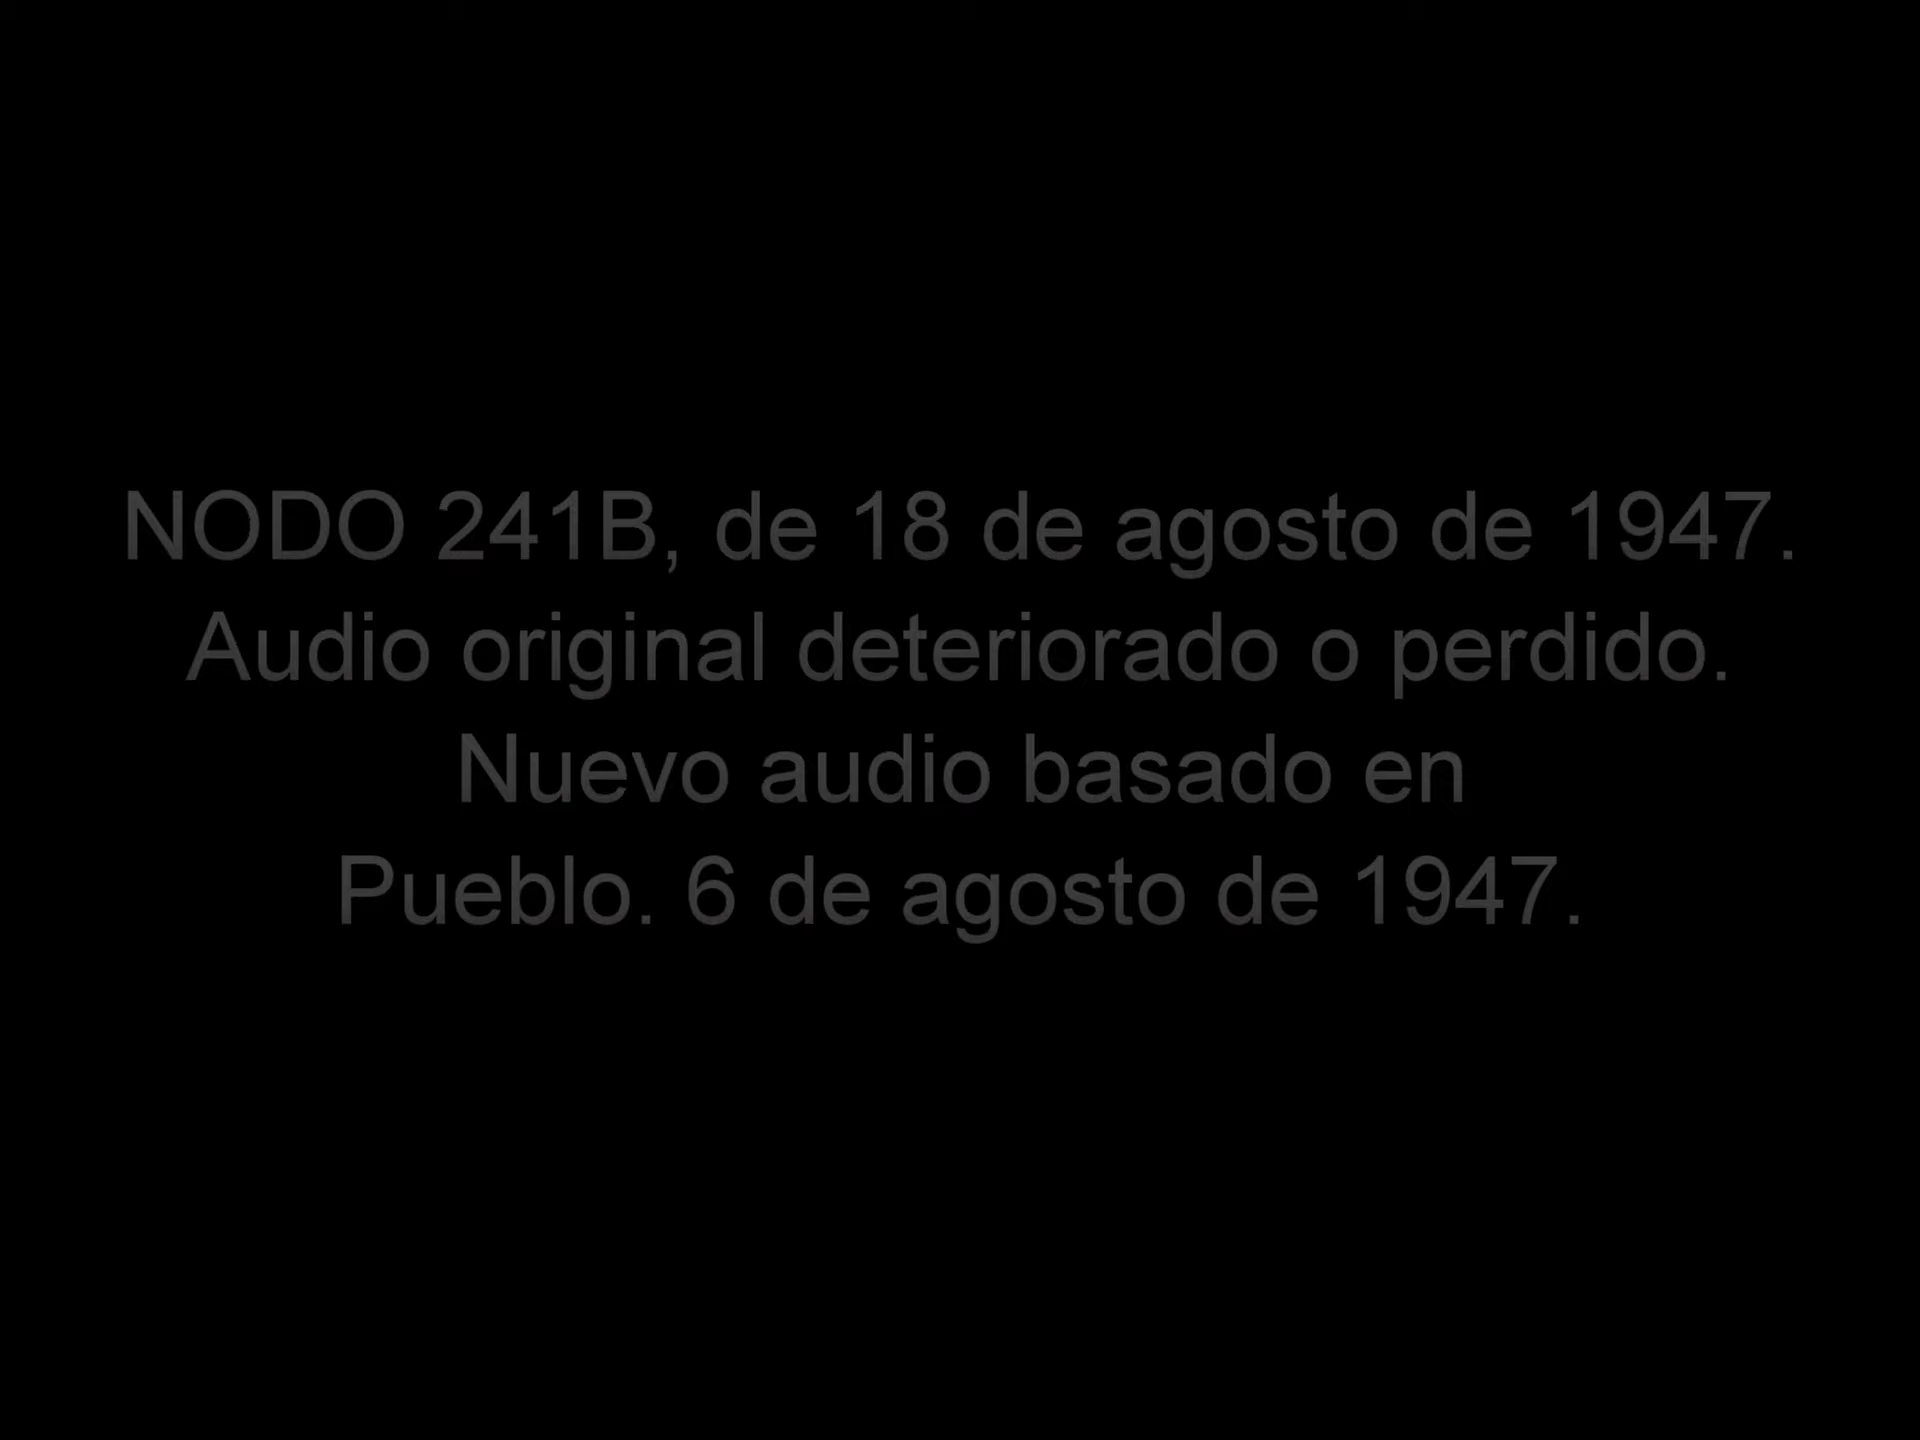 NODO 241B, de 18 de agosto de 1947.
Audio original deteriorado o perdido.
Nuevo audio basado en
Pueblo. 6 de agosto de 1947.